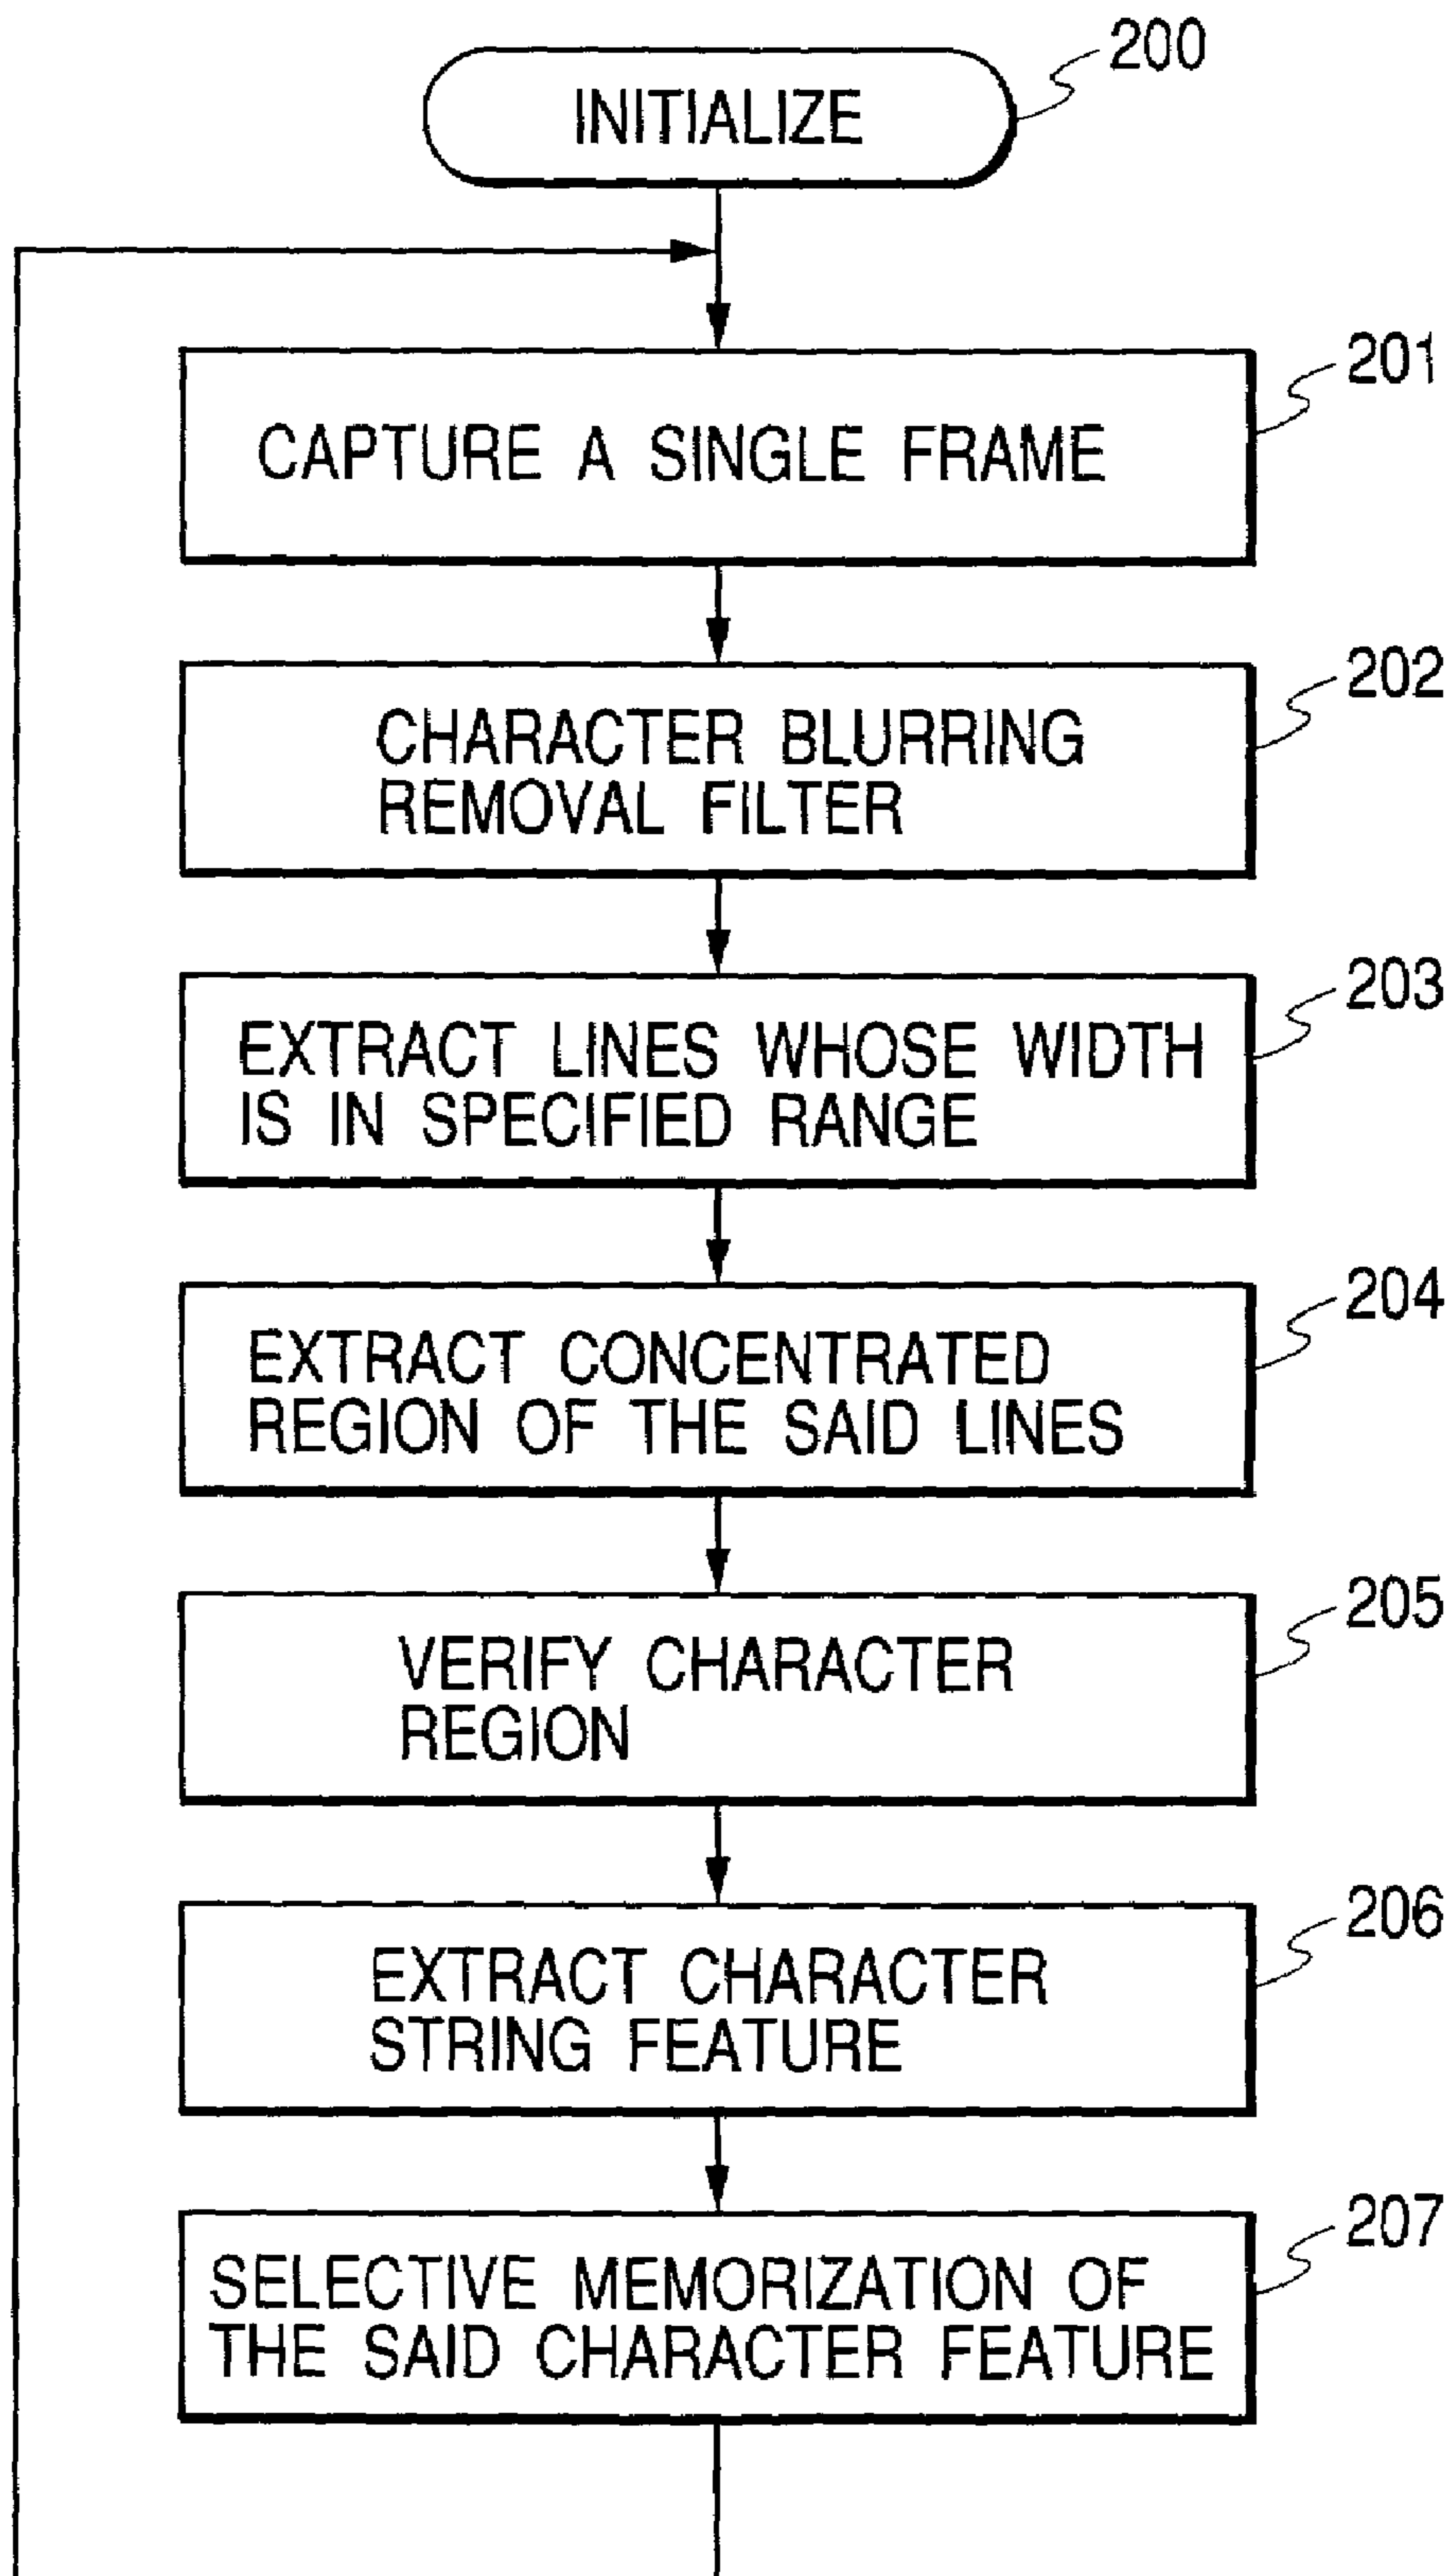 200
INITIALIZE
201
CAPTURE A SINGLE FRAME
202
CHARACTER BLURRING
REMOVAL FILTER
203
EXTRACT LINES WHOSE WIDTH
IS IN SPECIFIED RANGE
204
EXTRACT CONCENTRATED
REGION OF THE SAID LINES
205
VERIFY CHARACTER
REGION
206
EXTRACT CHARACTER
STRING FEATURE
207
SELECTIVE MEMORIZATION OF
THE SAID CHARACTER FEATURE